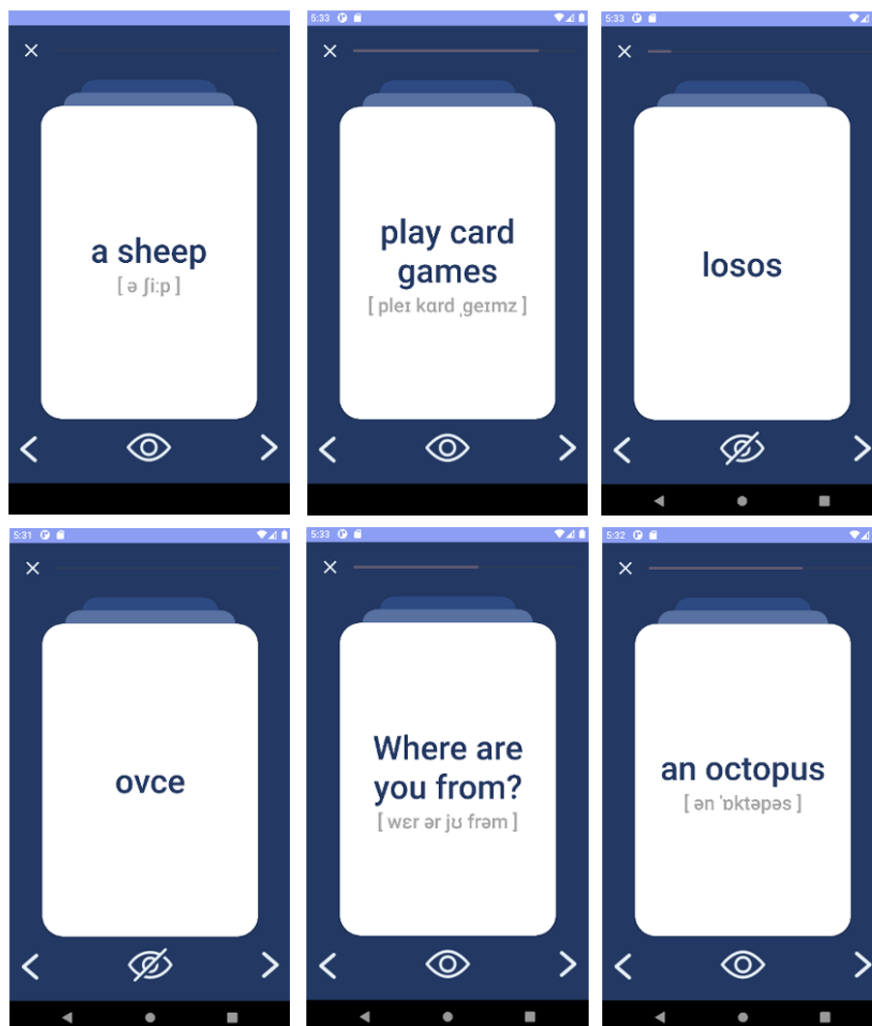 a sheep
[ ə ʃi:p ]
5:33
play card
games
[ pleɪ kɑrd ˌgeɪmz ]
5:33
losos
5:31
ovce
5:33
Where are
you from?
[ wɛr ər jʊ frəm ]
5:32
an octopus
[ ən ˈɒktəpəs ]